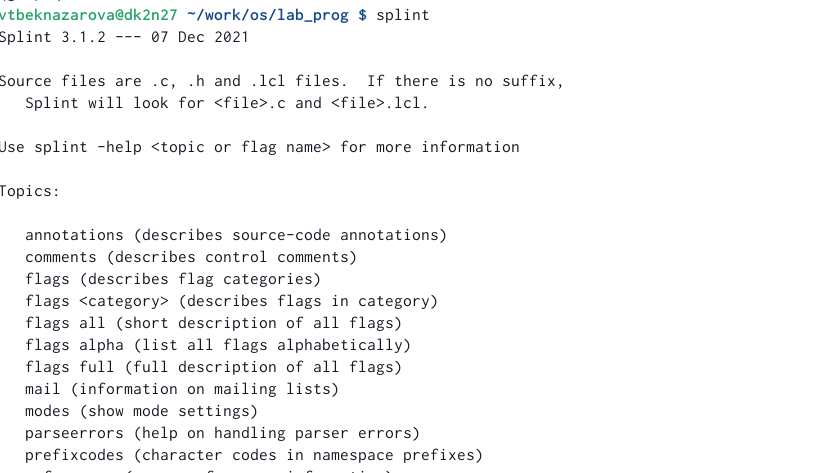 vtbeknazarova@dk2n27 ~/work/os/lab_prog $ splint
Splint 3.1.2 --- 07 Dec 2021
Source files are .c, .h and .lcl files.  If there is no suffix,
   Splint will look for <file>.c and <file>.lcl.
Use splint -help <topic or flag name> for more information
Topics:
   annotations (describes source-code annotations)
   comments (describes control comments)
   flags (describes flag categories)
   flags <category> (describes flags in category)
   flags all (short description of all flags)
   flags alpha (list all flags alphabetically)
   flags full (full description of all flags)
   mail (information on mailing lists)
   modes (show mode settings)
   parseerrors (help on handling parser errors)
   prefixcodes (character codes in namespace prefixes)